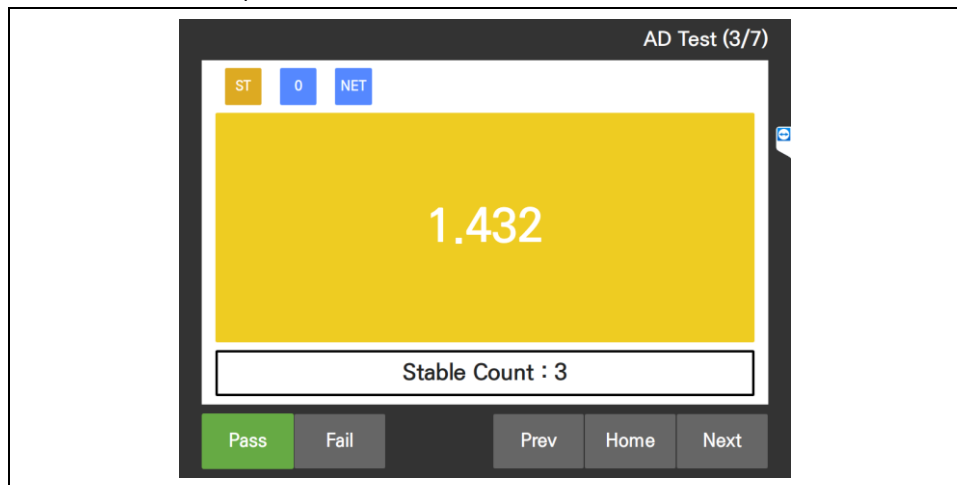 AD Test (3/7)
ST 0 NET
1.432
Stable Count : 3
Pass Fail Prev Home Next